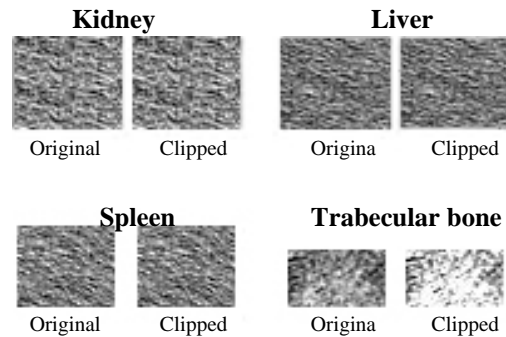 Kidney
Liver
Original
Clipped
Origina
Clipped
Spleen
Trabecular bone
Original
Clipped
Origina
Clipped